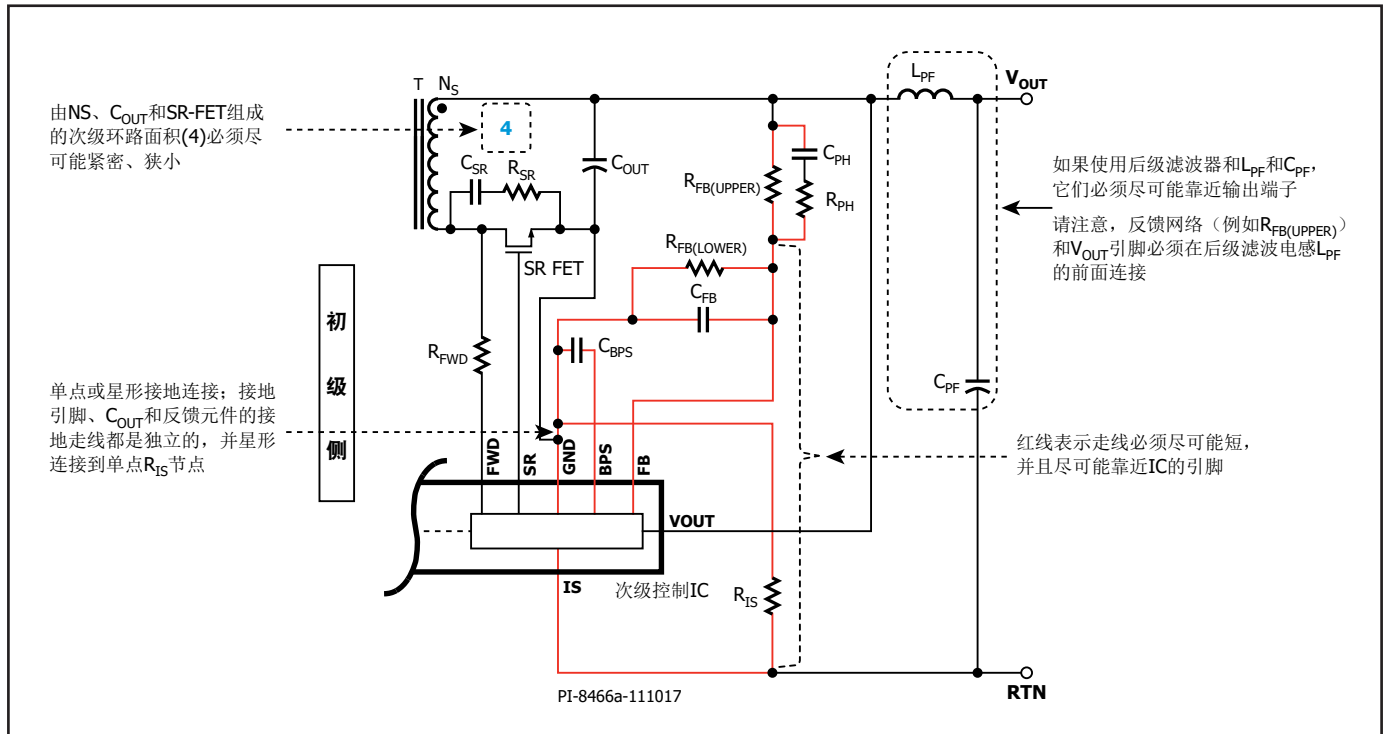 由NS、COUT和SR-FET组成
的次级环路面积(4)必须尽
可能紧密、狭小
T NS
4
CSR
RSR
COUT
SR FET
RFWD
初
级
侧
单点或星形接地连接；接地
引脚、COUT和反馈元件的接
地走线都是独立的，并星形
连接到单点RIS节点
RFB(UPPER)
CPH
RPH
RFB(LOWER)
CFB
CBPS
FWD
SR
GND
BPS
FB
VOUT
IS
次级控制IC
RIS
LPF
VOUT
CPF
RTN
如果使用后级滤波器和LPF和CPF，
它们必须尽可能靠近输出端子
请注意，反馈网络（例如RFB(UPPER)）
和VOUT引脚必须在后级滤波电感LPF
的前面连接
红线表示走线必须尽可能短，
并且尽可能靠近IC的引脚
PI-8466a-111017